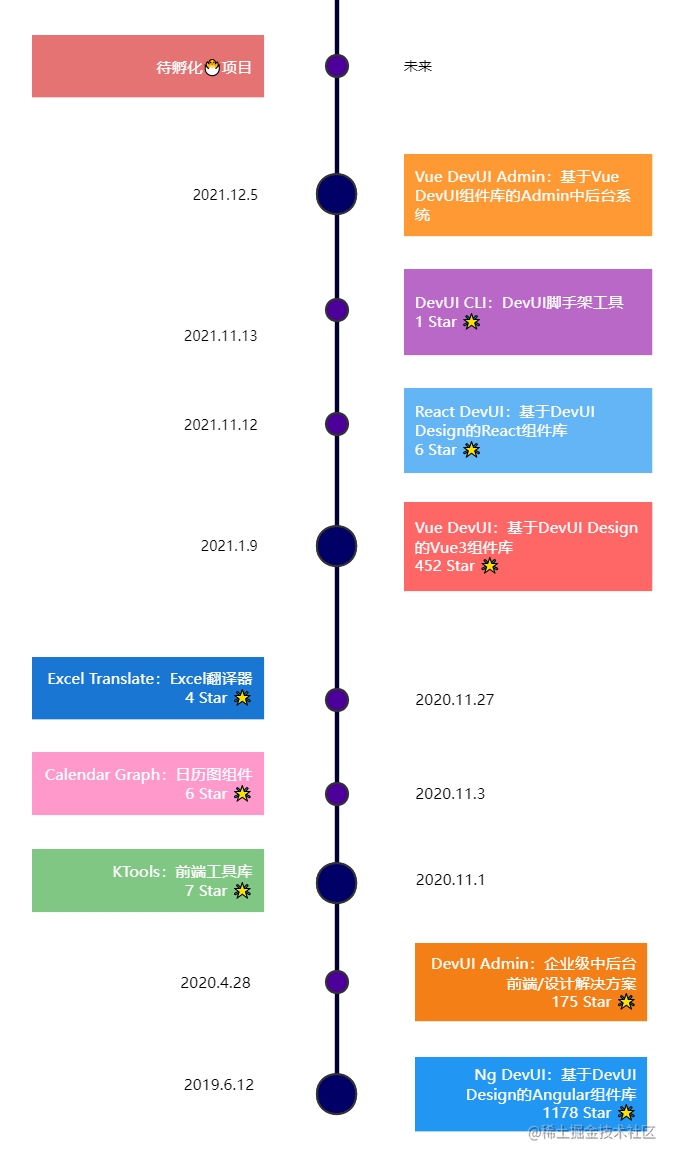 待孵化🐣项目
未来
2021.12.5
Vue DevUI Admin：基于Vue
DevUI组件库的Admin中后台系
统
2021.11.13
DevUI CLI：DevUI脚手架工具
1 Star 🌟
2021.11.12
React DevUI：基于DevUI
Design的React组件库
6 Star 🌟
2021.1.9
Vue DevUI：基于DevUI Design
的Vue3组件库
452 Star 🌟
Excel Translate：Excel翻译器
4 Star 🌟
2020.11.27
Calendar Graph：日历图组件
6 Star 🌟
2020.11.3
KTools：前端工具库
7 Star 🌟
2020.11.1
2020.4.28
DevUI Admin：企业级中后台
前端/设计解决方案
175 Star 🌟
2019.6.12
Ng DevUI：基于DevUI
Design的Angular组件库
1178 Star 🌟
@稀土掘金技术社区